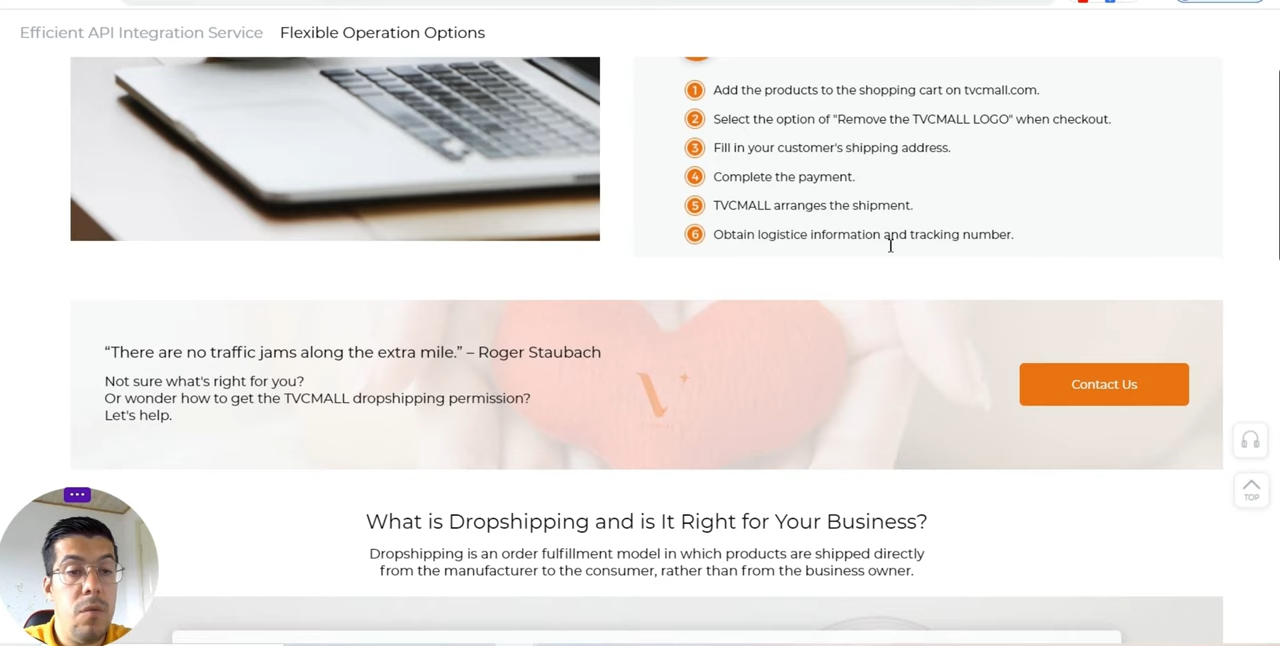 Efficient API Integration Service Flexible Operation Options
1 Add the products to the shopping cart on tvcmall.com.
2 Select the option of "Remove the TVCMALL LOGO" when checkout.
3 Fill in your customer's shipping address.
4 Complete the payment.
5 TVCMALL arranges the shipment.
6 Obtain logistice information and tracking number.
“There are no traffic jams along the extra mile.” – Roger Staubach
Not sure what's right for you?
Or wonder how to get the TVCMALL dropshipping permission?
Let's help.
Contact Us
TOP
What is Dropshipping and is It Right for Your Business?
Dropshipping is an order fulfillment model in which products are shipped directly
from the manufacturer to the consumer, rather than from the business owner.